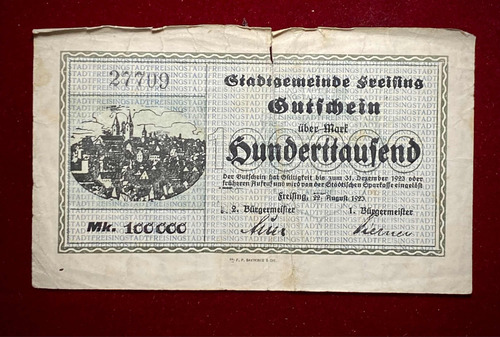 27709
Stadtgemeinde Freising
Gutschein
über Mark
Hunderttausend
Der Gutschein hat Gültigkeit bis zum 31. Dezember 1923 oder
früheren Aufruf und wird von der Städtischen Sparkasse eingelöst
Freising, 22. August 1923
2. Bürgermeister 1. Bürgermeister
Mk. 100000